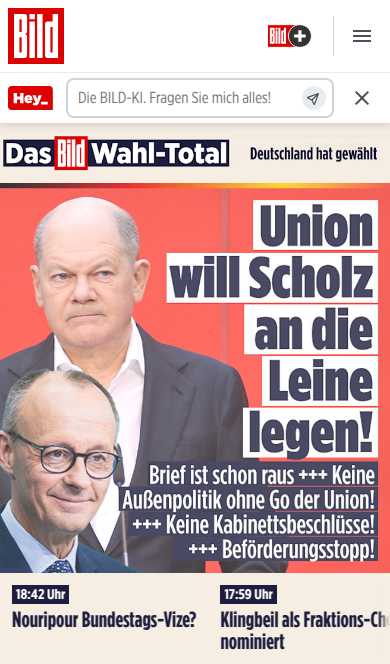 Bild
Bild +
Hey_
Die BILD-KI. Fragen Sie mich alles!
Das Bild Wahl-Total
Deutschland hat gewählt
Union
will Scholz
an die
Leine
legen!
Brief ist schon raus +++ Keine
Außenpolitik ohne Go der Union!
+++ Keine Kabinettsbeschlüsse!
+++ Beförderungsstopp!
18:42 Uhr
Nouripour Bundestags-Vize?
17:59 Uhr
Klingbeil als Fraktions-Che
nominiert